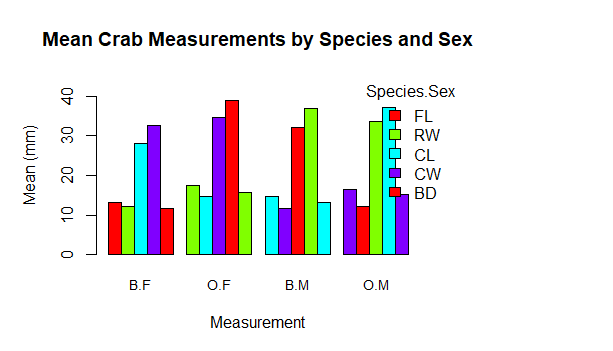 Mean Crab Measurements by Species and Sex
Mean (mm)
40
30
20
10
0
Species.Sex
FL
RW
CL
CW
BD
B.F
O.F
B.M
O.M
Measurement